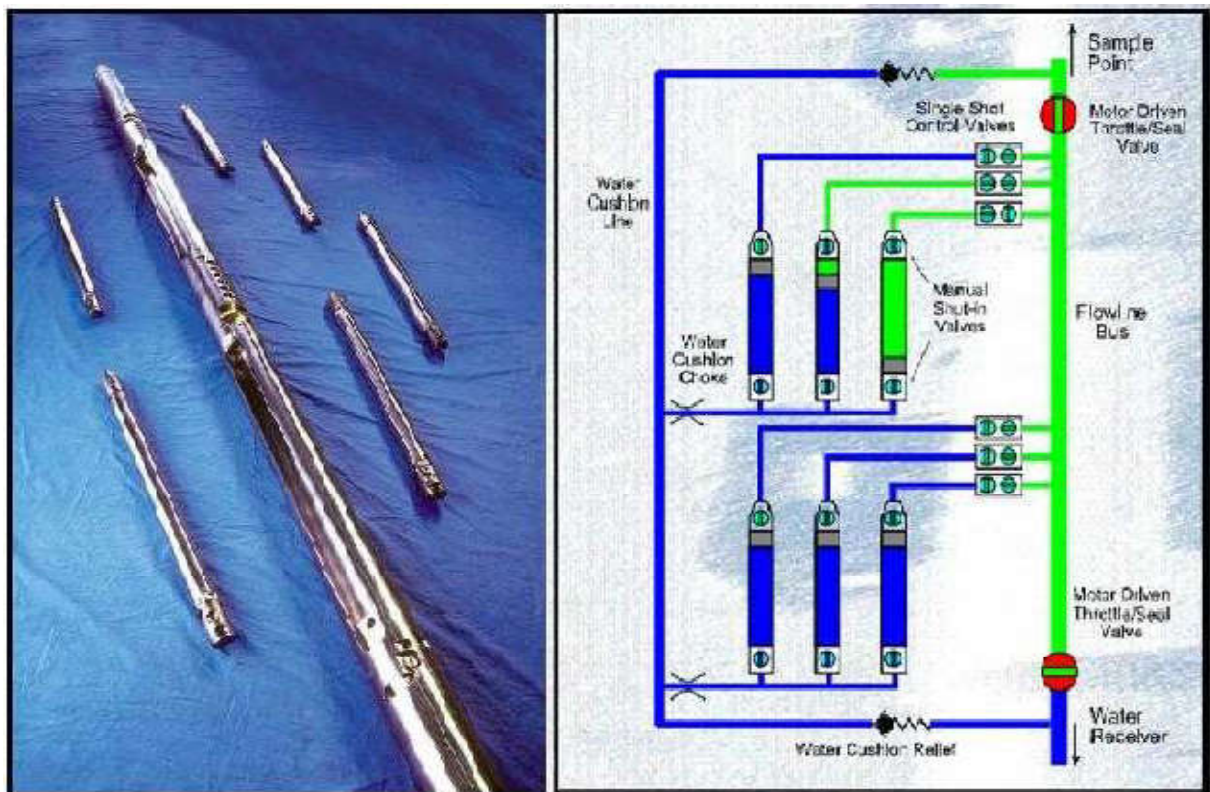 Sample
Point
Single Shot
Control Valves
Motor Driven
Throttle/Seal
Valve
Water
Cushion
Line
Manual
Shut-in
Valves
Flowline
Bus
Water
Cushion
Choke
Motor Driven
Throttle/Seal
Valve
Water
Receiver
Water Cushion Relief